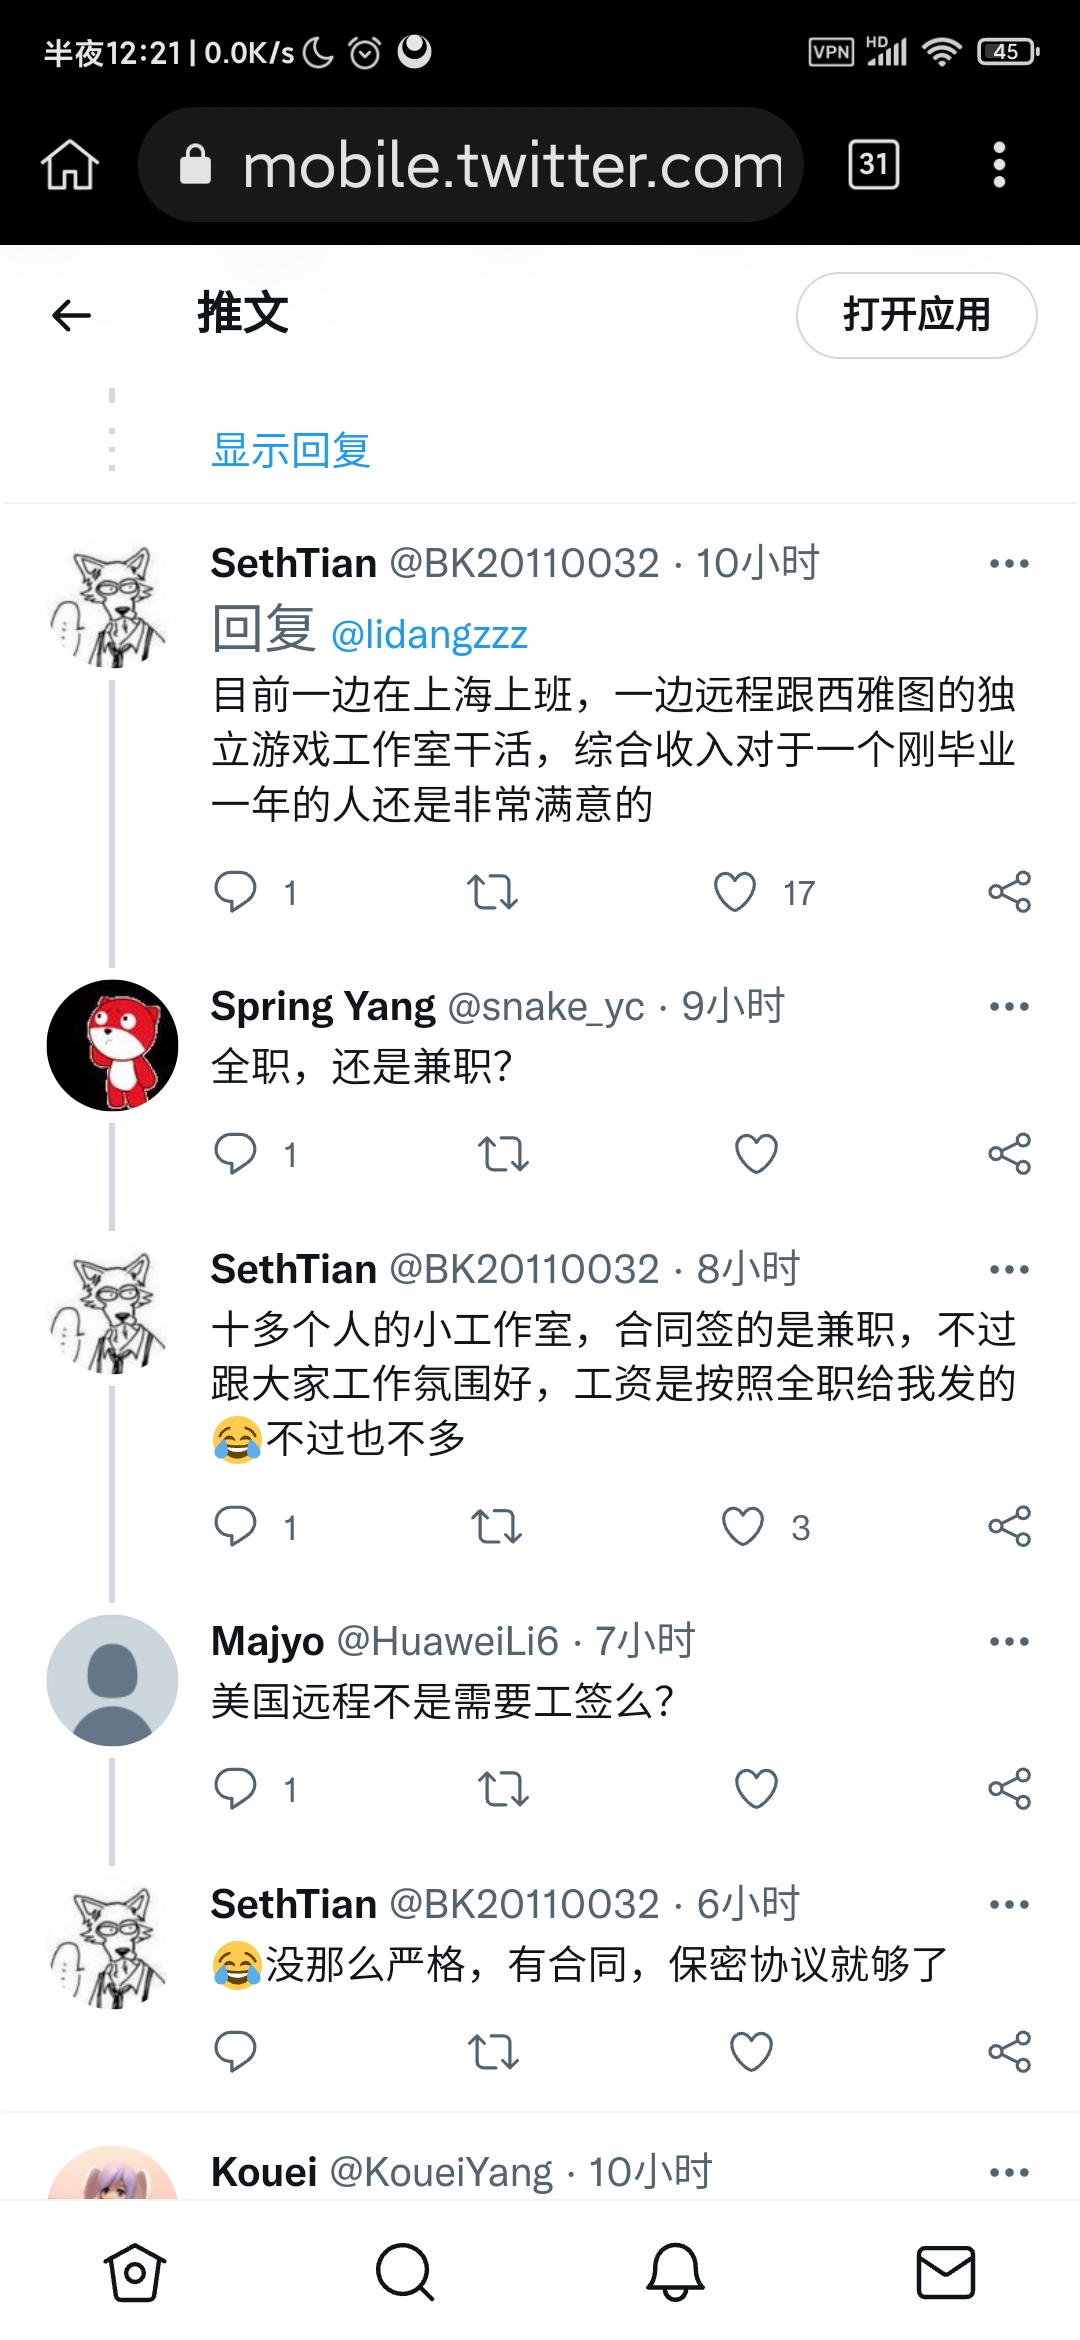 半夜12:21 | 0.0K/s
VPN HD 45
mobile.twitter.com
31
推文
打开应用
显示回复
SethTian @BK20110032 · 10小时
回复 @lidangzzz
目前一边在上海上班，一边远程跟西雅图的独
立游戏工作室干活，综合收入对于一个刚毕业
一年的人还是非常满意的
1
17
Spring Yang @snake_yc · 9小时
全职，还是兼职？
1
SethTian @BK20110032 · 8小时
十多个人的小工作室，合同签的是兼职，不过
跟大家工作氛围好，工资是按照全职给我发的
😂不过也不多
1
3
Majyo @HuaweiLi6 · 7小时
美国远程不是需要工签么？
1
SethTian @BK20110032 · 6小时
😂没那么严格，有合同，保密协议就够了
Kouei @KoueiYang · 10小时